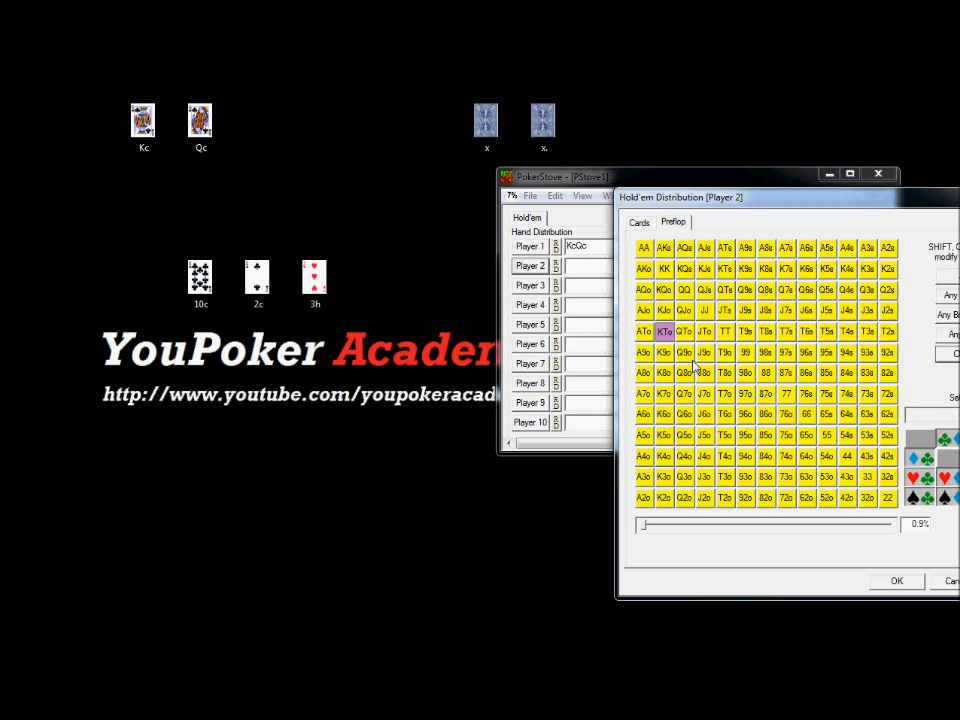 Kc Qc x x.
10c 2c 3h
YouPoker Academ
http://www.youtube.com/youpokeracad
PokerStove - [PStove1]
7% File Edit View
Hold'em
Hand Distribution
Player 1 R D KcQc
Player 2 R D
Player 3 R D
Player 4 R D
Player 5 R D
Player 6 R D
Player 7 R D
Player 8 R D
Player 9 R D
Player 10 R D
Hold'em Distribution [Player 2]
Cards Preflop
AA AKs AQs AJs ATs A9s A8s A7s A6s A5s A4s A3s A2s
AKo KK KQs KJs KTs K9s K8s K7s K6s K5s K4s K3s K2s
AQo KQo QQ QJs QTs Q9s Q8s Q7s Q6s Q5s Q4s Q3s Q2s
AJo KJo QJo JJ JTs J9s J8s J7s J6s J5s J4s J3s J2s
ATo KTo QTo JTo TT T9s T8s T7s T6s T5s T4s T3s T2s
A9o K9o Q9o J9o T9o 99 98s 97s 96s 95s 94s 93s 92s
A8o K8o Q8o J8o T8o 98o 88 87s 86s 85s 84s 83s 82s
A7o K7o Q7o J7o T7o 97o 87o 77 76s 75s 74s 73s 72s
A6o K6o Q6o J6o T6o 96o 86o 76o 66 65s 64s 63s 62s
A5o K5o Q5o J5o T5o 95o 85o 75o 65o 55 54s 53s 52s
A4o K4o Q4o J4o T4o 94o 84o 74o 64o 54o 44 43s 42s
A3o K3o Q3o J3o T3o 93o 83o 73o 63o 53o 43o 33 32s
A2o K2o Q2o J2o T2o 92o 82o 72o 62o 52o 42o 32o 22
0.9%
SHIFT, C
modify
Any
Any B
An
C
Sel
OK Can